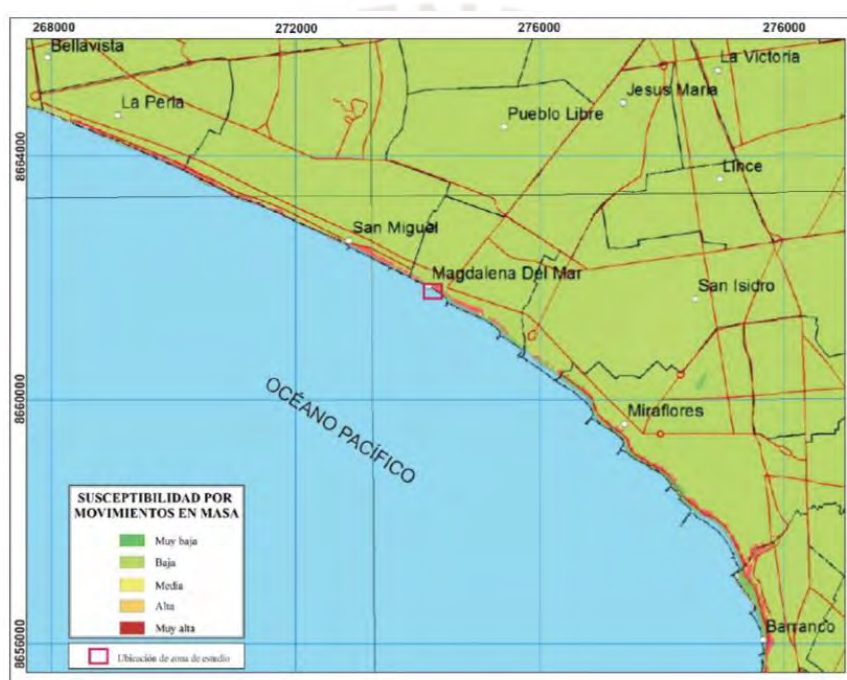 268000 272000 276000 276000
Bellavista
La Victoria
La Perla
Jesus Maria
Pueblo Libre
8664000
Lince
San Miguel
Magdalena Del Mar
San Isidro
8660000
OCÉANO PACÍFICO
Miraflores
SUSCEPTIBILIDAD POR
MOVIMIENTOS EN MASA
Muy baja
Baja
Media
Alta
Muy alta
Barranco
8656000
Ubicación de zona de estudio